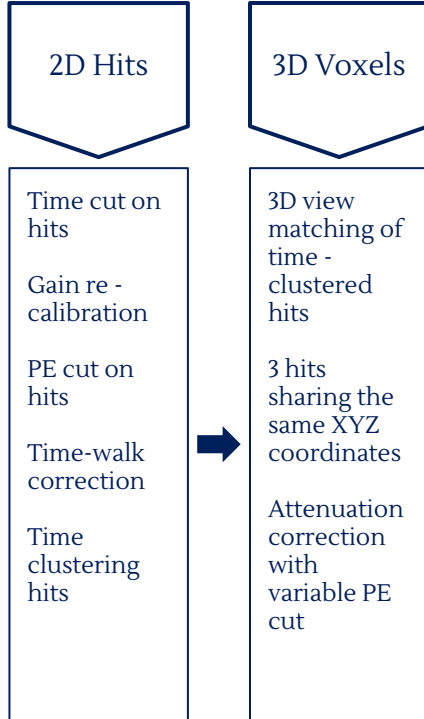 2D Hits
Time cut on
hits
Gain re -
calibration
PE cut on
hits
Time-walk
correction
Time
clustering
hits
3D Voxels
3D view
matching of
time -
clustered
hits
3 hits
sharing the
same XYZ
coordinates
Attenuation
correction
with
variable PE
cut